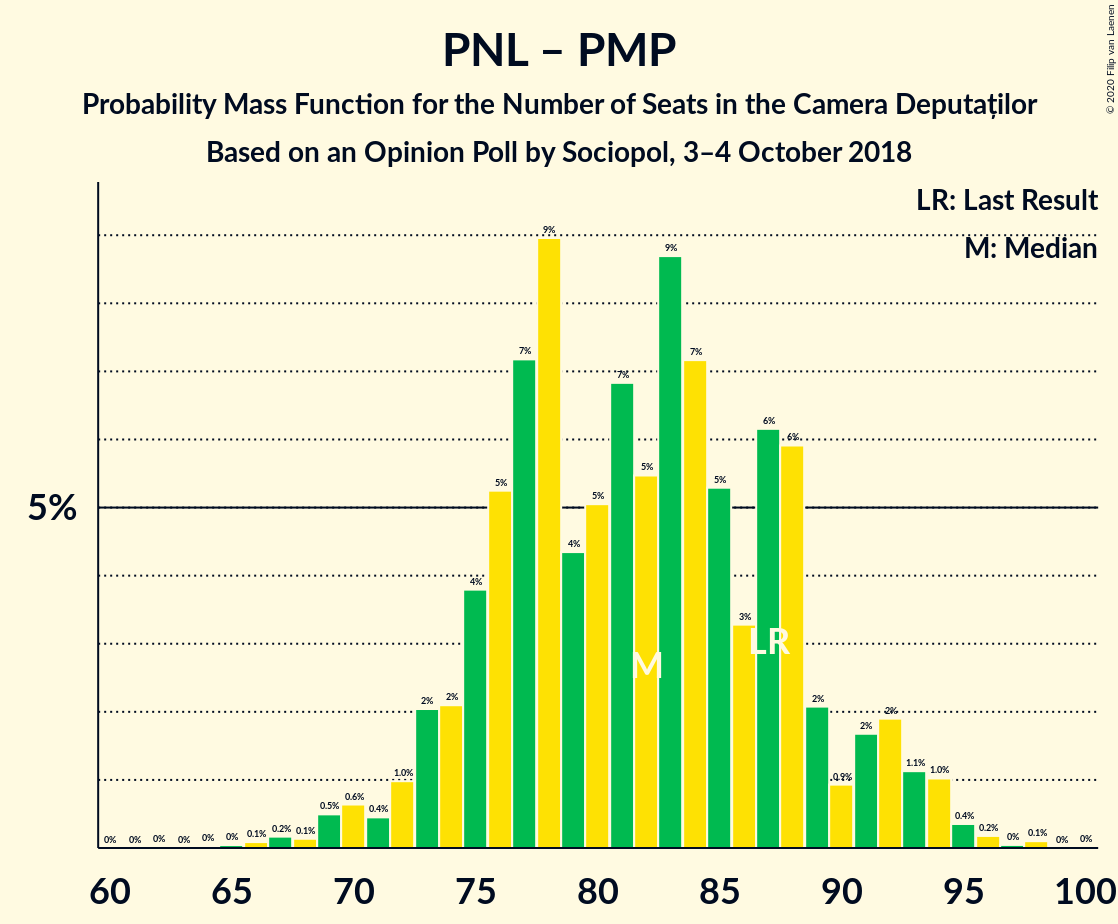 PNL – PMP
Probability Mass Function for the Number of Seats in the Camera Deputaților
Based on an Opinion Poll by Sociopol, 3–4 October 2018
© 2020 Filip van Laenen
LR: Last Result
M: Median
5%
0% 0% 0% 0% 0% 0% 0.1% 0.2% 0.1% 0.5% 0.6% 0.4% 1.0% 2% 2% 4% 5% 7% 9% 4% 5% 7% 5% 9% 7% 5% 3% 6% 6% 2% 0.9% 2% 2% 1.1% 1.0% 0.4% 0.2% 0% 0.1% 0% 0%
M LR
60 65 70 75 80 85 90 95 100